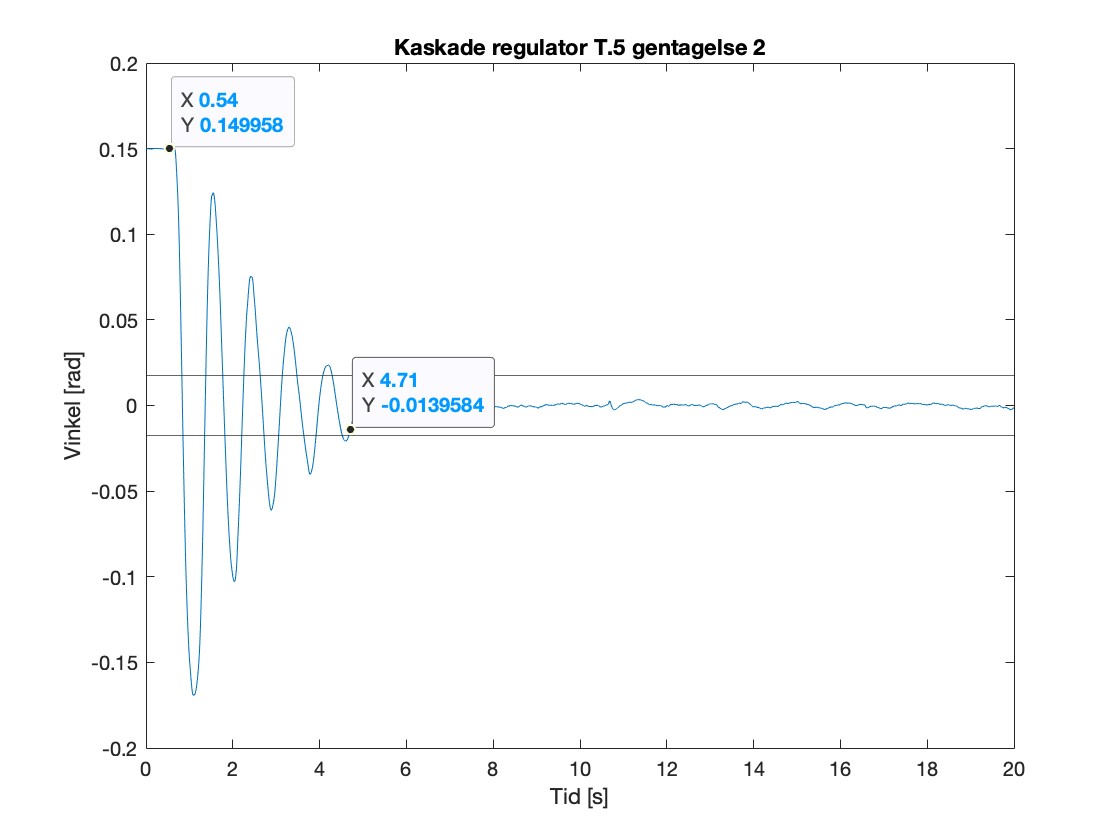 Kaskade regulator T.5 gentagelse 2
0.2
X 0.54
Y 0.149958
0.15
0.1
0.05
X 4.71
Y -0.0139584
0
-0.05
-0.1
-0.15
-0.2
Vinkel [rad]
0 2 4 6 8 10 12 14 16 18 20
Tid [s]